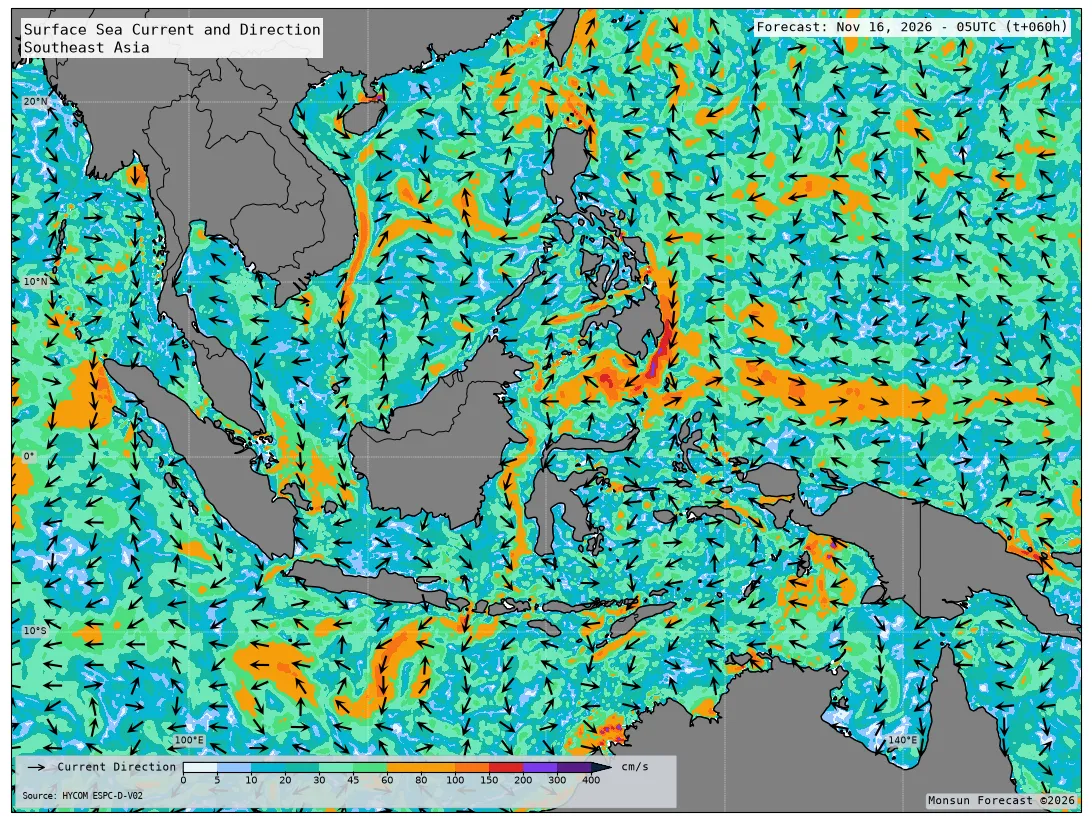 Surface Sea Current and Direction
Southeast Asia
Forecast: Nov 16, 2026 - 05UTC (t+060h)
20°N
10°N
0°
10°S
100°E
140°E
Current Direction
0 5 10 20 30 45 60 80 100 150 200 300 400
cm/s
Source: HYCOM ESPC-D-V02
Monsun Forecast ©2026